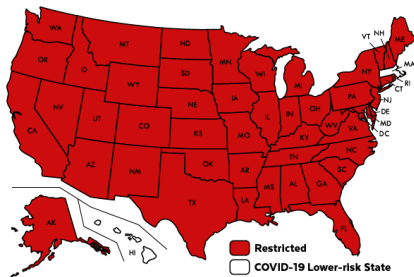 VT
NH
ME
WA
MT
ND
MN
MA
OR
ID
SD
WI
NY
RI
CT
WY
MI
IA
NE
PA
NJ
NV
UT
CO
IL
IN
OH
DE
MD
DC
WV
VA
CA
KS
MO
KY
NC
TN
AZ
NM
OK
AR
SC
MS
AL
GA
TX
LA
FL
AK
HI
Restricted
COVID-19 Lower-risk State